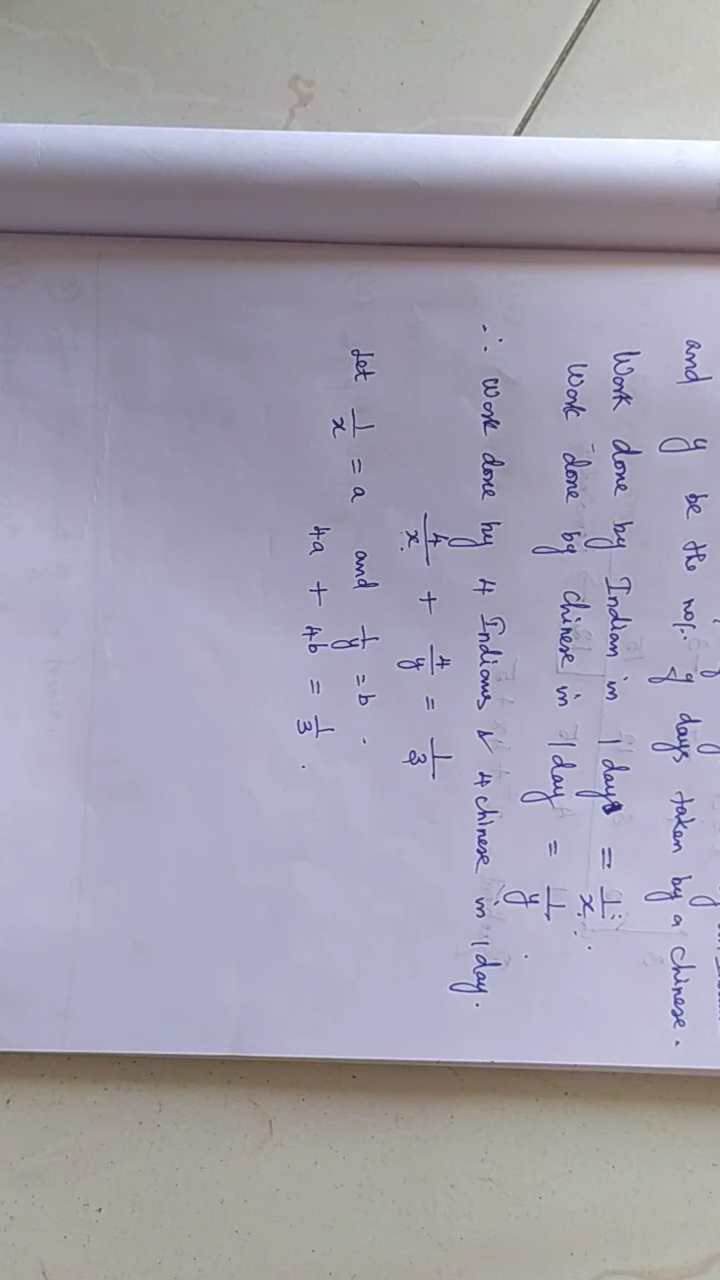 and y be the no. of days taken by a chinese.
Work done by Indian in 1 day = 1/x.
Work done by chinese in 1 day = 1/y.
∴ Work done by 4 Indians & 4 chinese in 1 day.
4/x + 4/y = 1/3
Let 1/x = a and 1/y = b.
4a + 4b = 1/3.